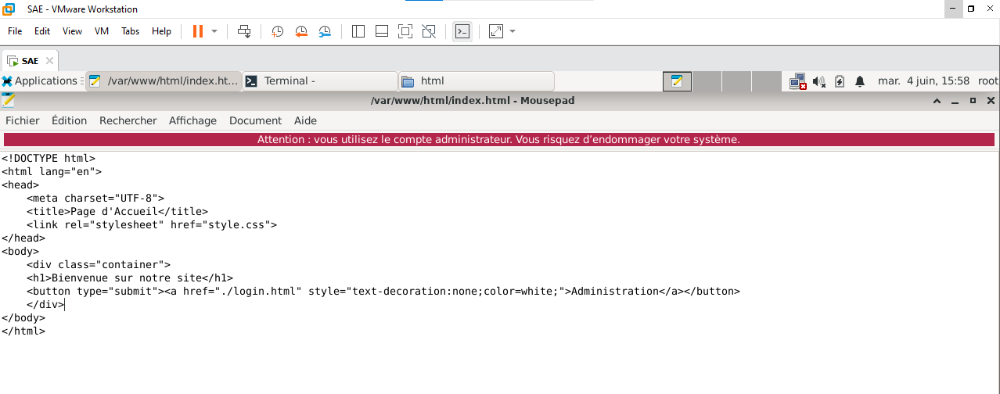 SAE - VMware Workstation
File Edit View VM Tabs Help
SAE
Applications /var/www/html/index.ht... Terminal - html mar. 4 juin, 15:58 root
/var/www/html/index.html - Mousepad
Fichier Édition Rechercher Affichage Document Aide
Attention : vous utilisez le compte administrateur. Vous risquez d’endommager votre système.
<!DOCTYPE html>
<html lang="en">
<head>
    <meta charset="UTF-8">
    <title>Page d'Accueil</title>
    <link rel="stylesheet" href="style.css">
</head>
<body>
    <div class="container">
    <h1>Bienvenue sur notre site</h1>
    <button type="submit"><a href="./login.html" style="text-decoration:none;color=white;">Administration</a></button>
    </div>
</body>
</html>